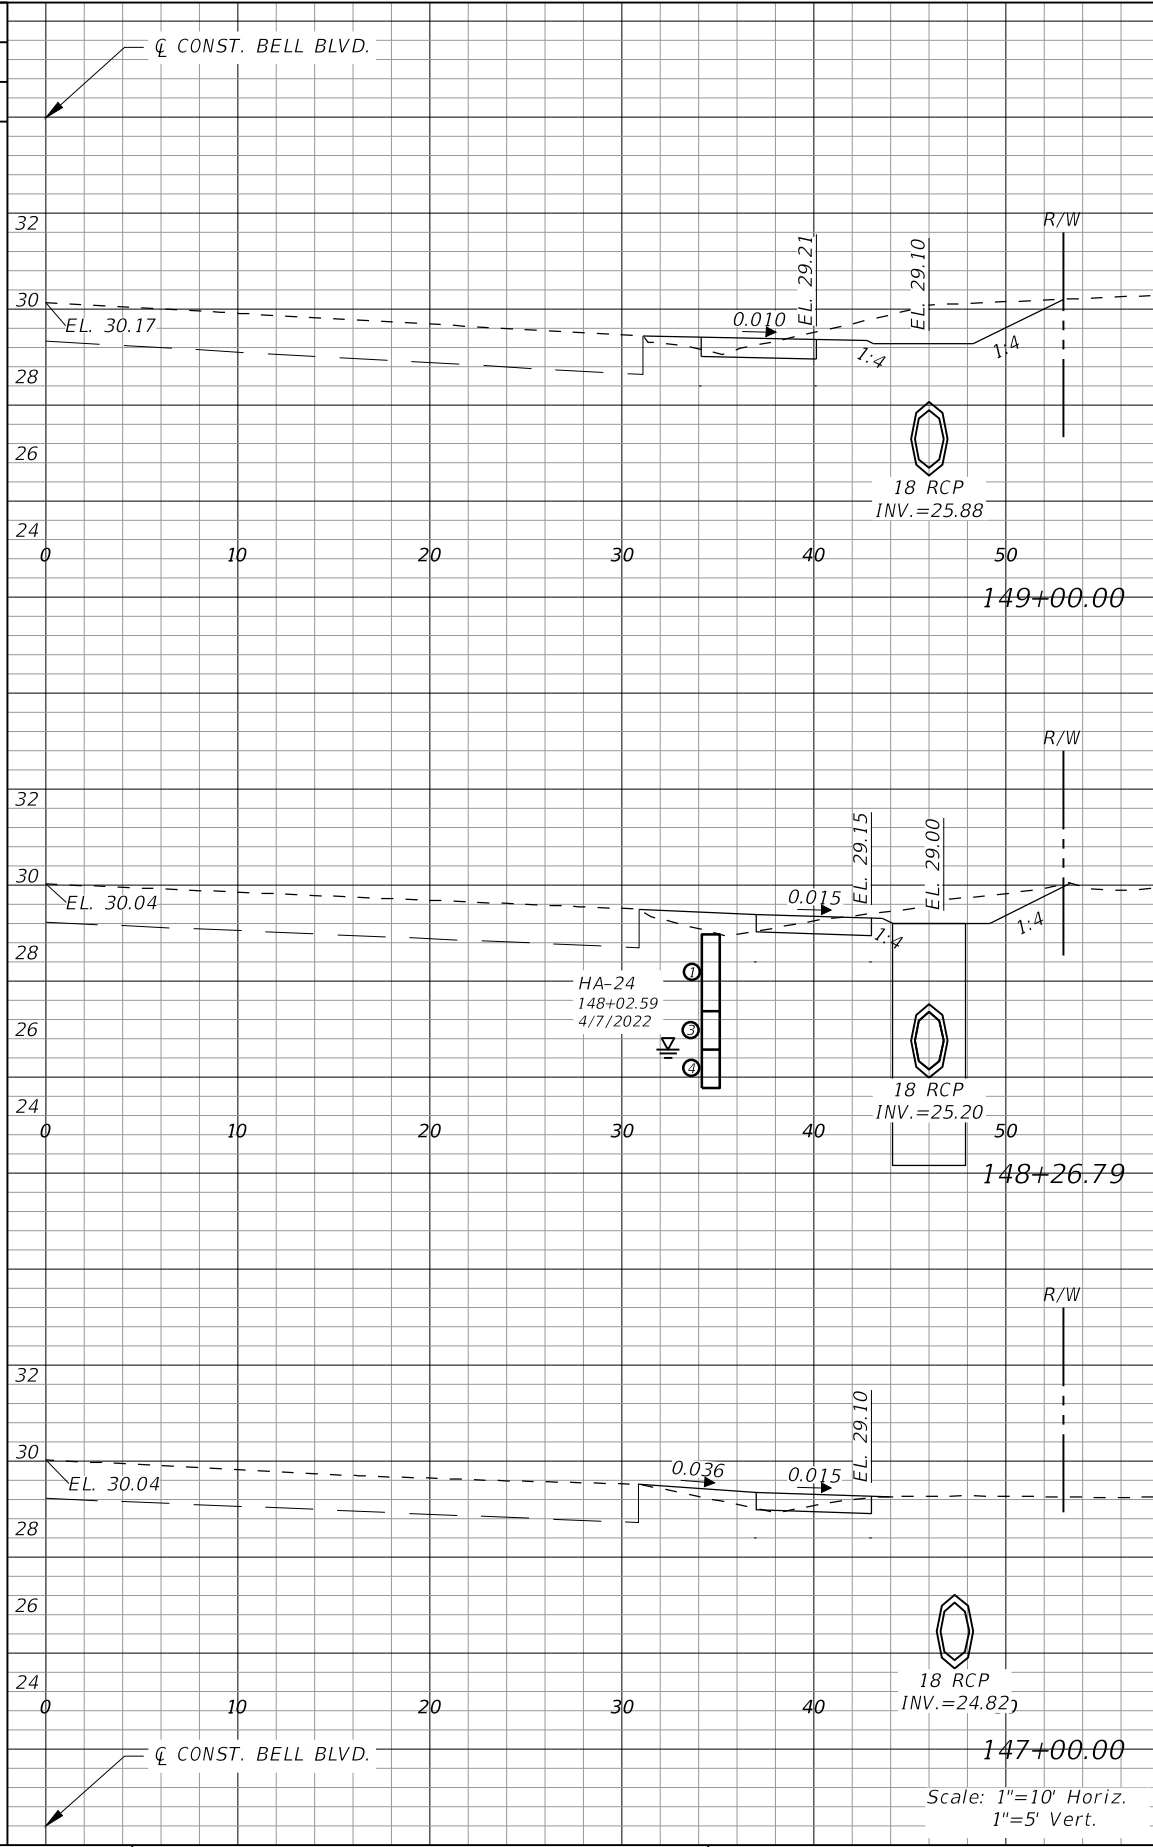 ℄ CONST. BELL BLVD.
32
R/W
EL. 29.21
EL. 29.10
30
EL. 30.17
0.010
1:4
1:4
28
26
18 RCP
INV.=25.88
24
0 10 20 30 40 50
149+00.00
R/W
32
EL. 29.15
EL. 29.00
30
EL. 30.04
0.015
1:4
1:4
28
HA-24
148+02.59
4/7/2022
1
3
4
26
18 RCP
INV.=25.20
24
0 10 20 30 40 50
148+26.79
R/W
32
EL. 29.10
30
EL. 30.04
0.036
0.015
28
26
24
18 RCP
INV.=24.82
0 10 20 30 40
147+00.00
℄ CONST. BELL BLVD.
Scale: 1"=10' Horiz.
1"=5' Vert.